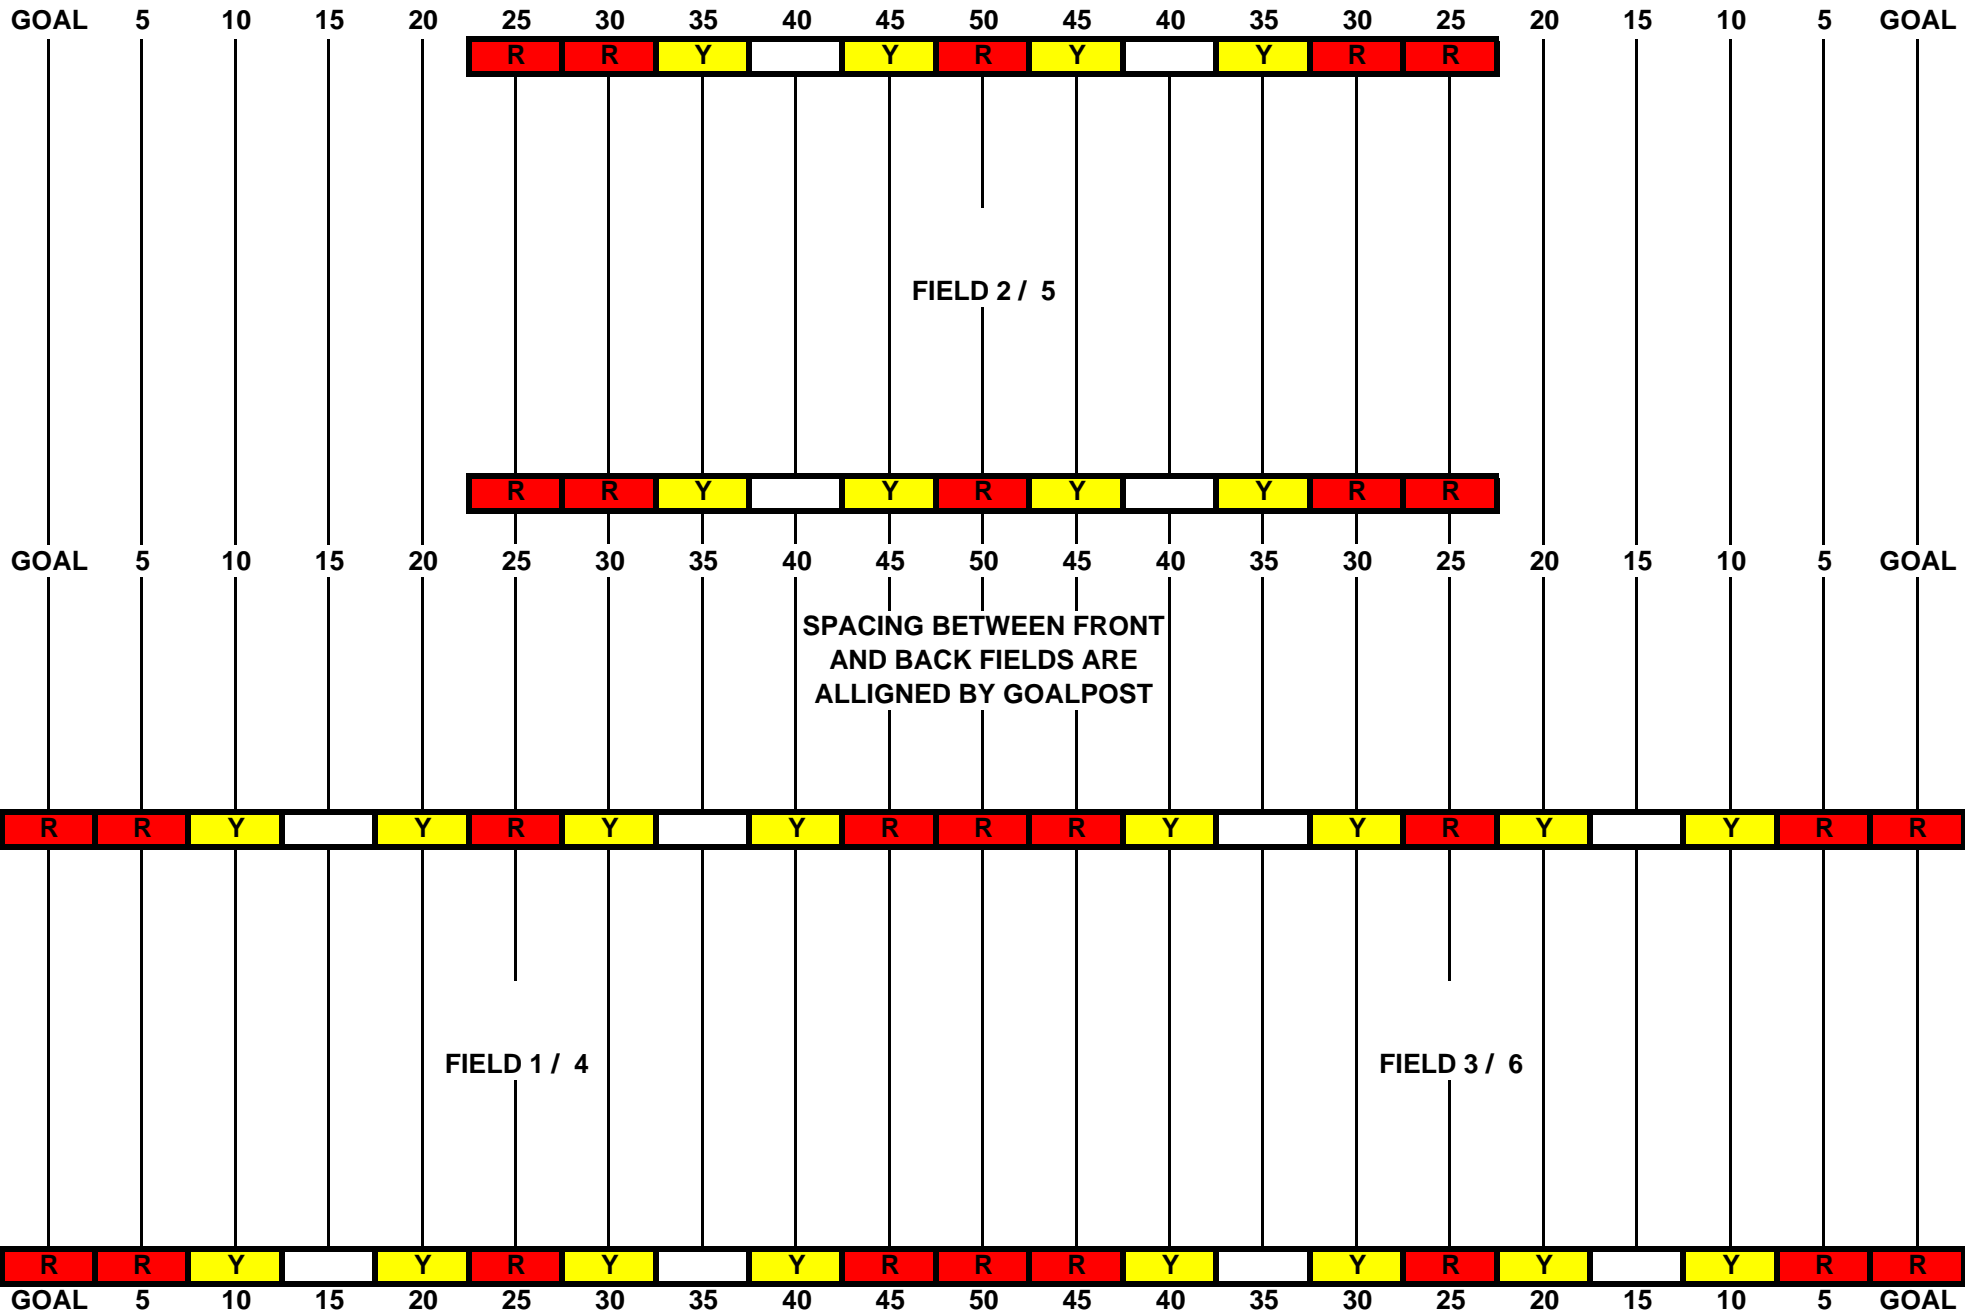 GOAL 5 10 15 20 25 30 35 40 45 50 45 40 35 30 25 20 15 10 5 GOAL
R R Y Y R Y Y R R
FIELD 2 / 5
R R Y Y R Y Y R R
GOAL 5 10 15 20 25 30 35 40 45 50 45 40 35 30 25 20 15 10 5 GOAL
SPACING BETWEEN FRONT
AND BACK FIELDS ARE
ALLIGNED BY GOALPOST
R R Y Y R Y Y R R R Y Y R Y Y R R
FIELD 1 / 4 FIELD 3 / 6
R R Y Y R Y Y R R R Y Y R Y Y R R
GOAL 5 10 15 20 25 30 35 40 45 50 45 40 35 30 25 20 15 10 5 GOAL